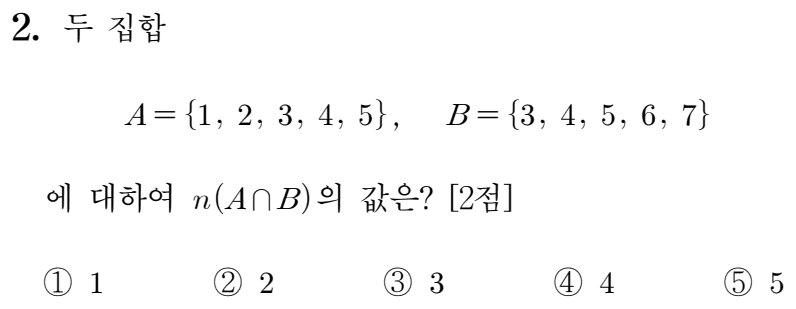 2. 두 집합
A={1, 2, 3, 4, 5}, B={3, 4, 5, 6, 7}
에 대하여 n(A∩B)의 값은? [2점]
① 1 ② 2 ③ 3 ④ 4 ⑤ 5